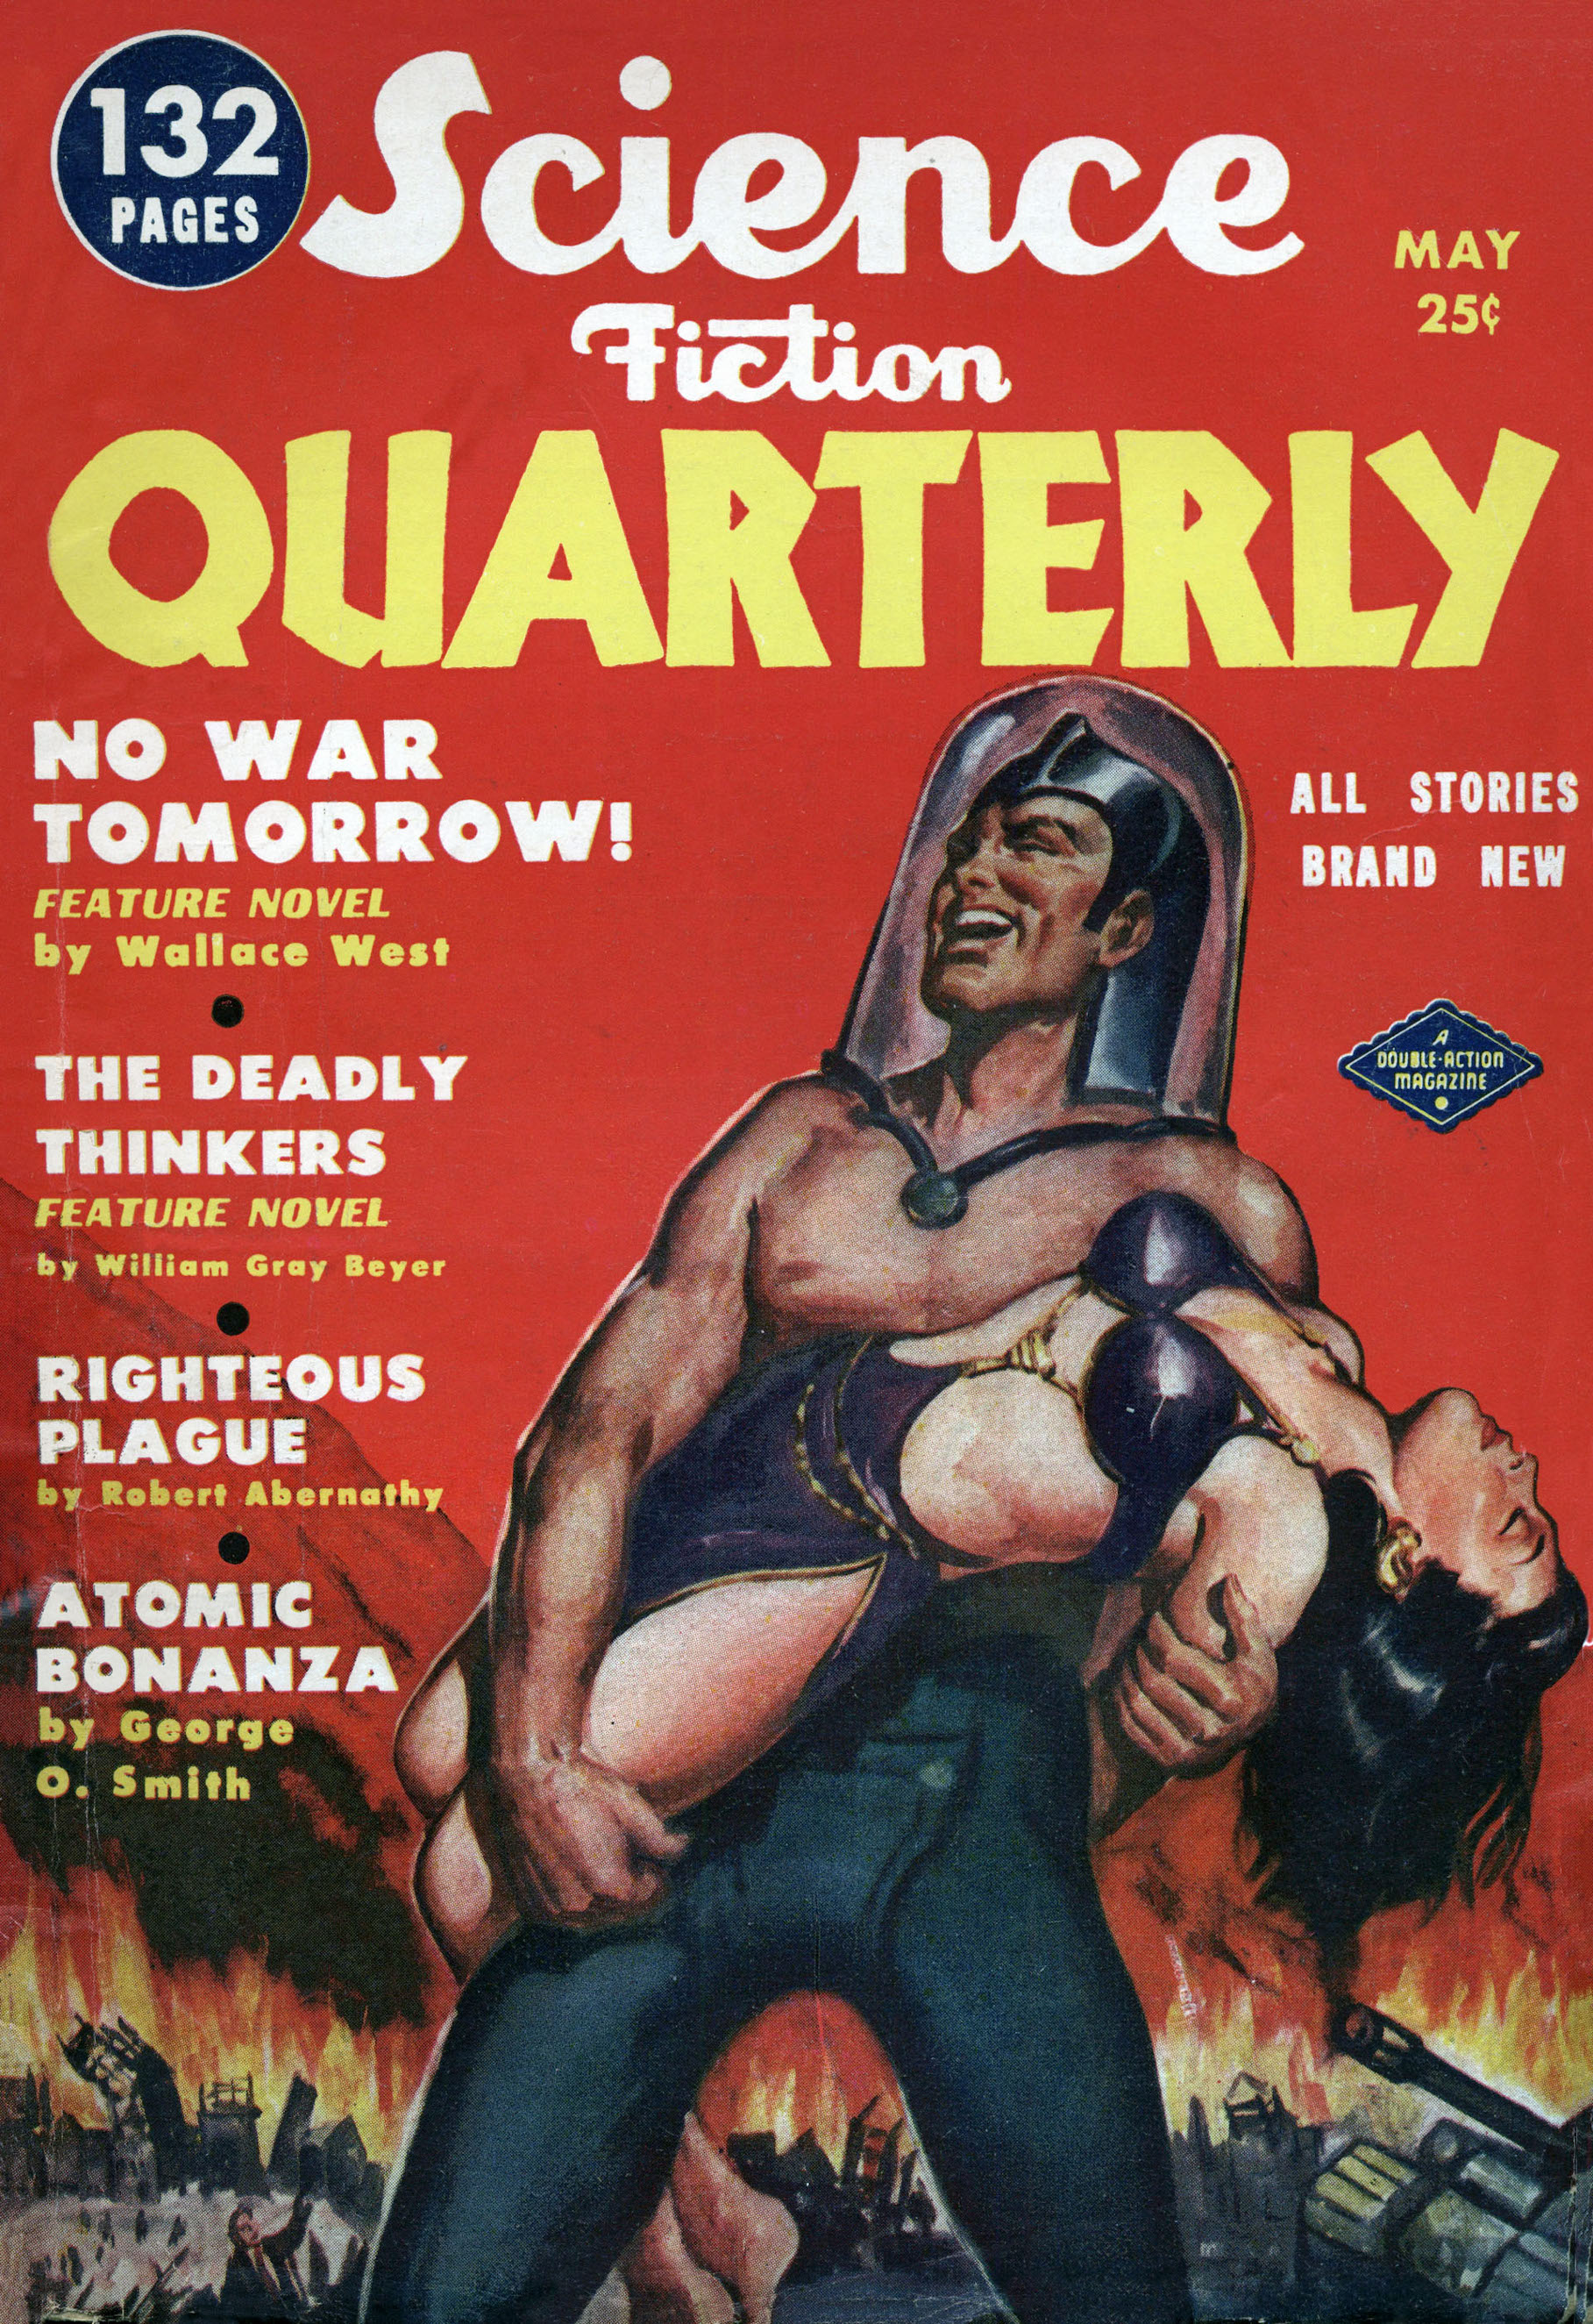 132
PAGES
Science
Fiction
QUARTERLY
MAY
25¢
NO WAR
TOMORROW!
FEATURE NOVEL
by Wallace West
THE DEADLY
THINKERS
FEATURE NOVEL
by William Gray Beyer
RIGHTEOUS
PLAGUE
by Robert Abernathy
ATOMIC
BONANZA
by George
O. Smith
ALL STORIES
BRAND NEW
A
DOUBLE-ACTION
MAGAZINE